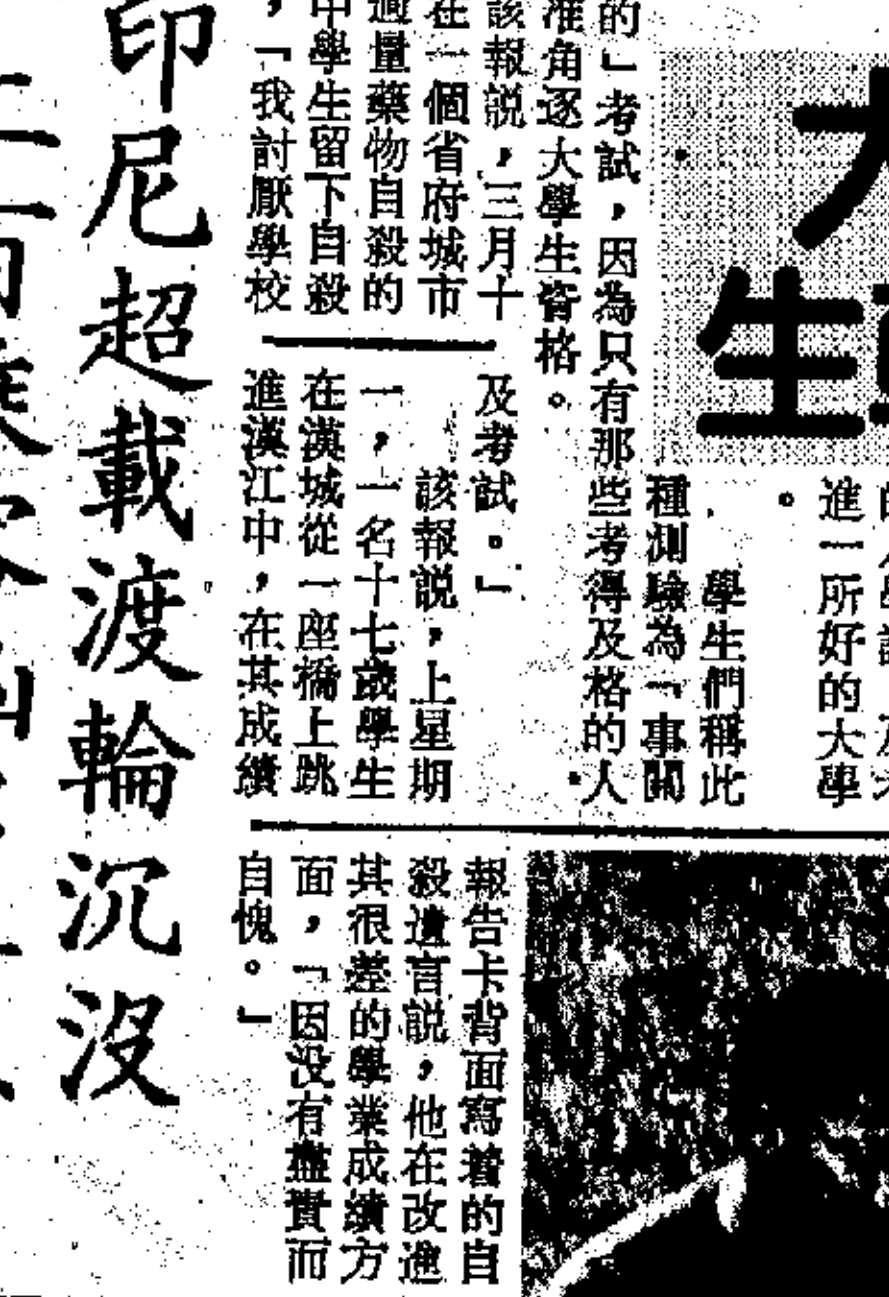 生
進一所好的大學
。
學生們稱此
種測驗為「事關
的」考試，因為只有那些考得及格的人
准角逐大學生資格。
該報說，三月十
在一個省府城市
過量藥物自殺的
中學生留下自殺
，「我討厭學校
及考試。」
該報說，上星期
一，一名十七歲學生
在漢城從一座橋上跳
進漢江中，在其成績
報告卡背面寫着的自
殺遺言說，他在改進
其很差的學業成績方
面，「因沒有盡責而
自愧。」
印尼超載渡輪沉沒